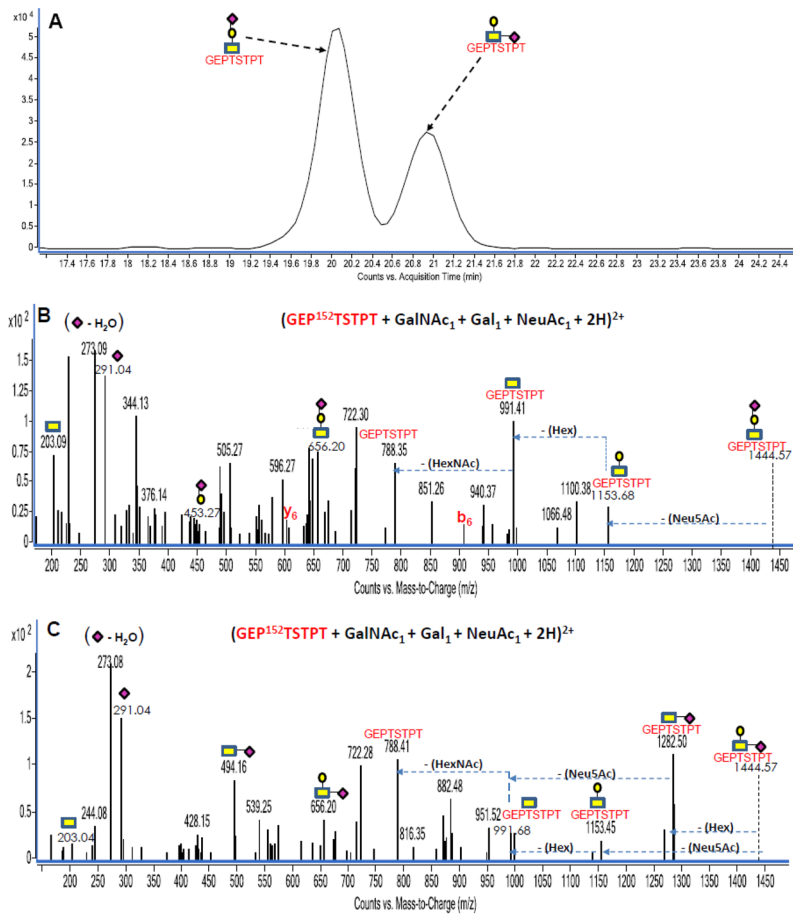 A
×10⁴
5
4.5
4
3.5
3
2.5
2
1.5
1
0.5
0
GEPTSTPT
GEPTSTPT
17.4 17.6 17.8 18 18.2 18.4 18.6 18.8 19 19.2 19.4 19.6 19.8 20 20.2 20.4 20.6 20.8 21 21.2 21.4 21.6 21.8 22 22.2 22.4 22.6 22.8 23 23.2 23.4 23.6 23.8 24 24.2 24.4
Counts vs. Acquisition Time (min)
B
×10²
( - H₂O)
(GEP¹⁵²TSTPT + GalNAc₁ + Gal₁ + NeuAc₁ + 2H)²⁺
1.5
1.25
1
0.75
0.5
0.25
0
203.09
273.09
291.04
344.13
376.14
453.27
505.27
596.27
y₆
656.20
722.30
GEPTSTPT
788.35
851.26
b₆
940.37
GEPTSTPT
991.41
1066.48
1100.38
GEPTSTPT
1153.68
GEPTSTPT
1444.57
- (HexNAc)
- (Hex)
- (Neu5Ac)
200 250 300 350 400 450 500 550 600 650 700 750 800 850 900 950 1000 1050 1100 1150 1200 1250 1300 1350 1400 1450
Counts vs. Mass-to-Charge (m/z)
C
×10²
( - H₂O)
(GEP¹⁵²TSTPT + GalNAc₁ + Gal₁ + NeuAc₁ + 2H)²⁺
2
1.5
1
0.5
0
203.04
244.08
273.08
291.04
428.15
494.16
539.25
656.20
722.28
GEPTSTPT
788.41
816.35
882.48
951.52
991.68
GEPTSTPT
GEPTSTPT
1153.45
GEPTSTPT
1282.50
GEPTSTPT
1444.57
- (HexNAc)
- (Neu5Ac)
- (Hex)
- (Hex)
- (Neu5Ac)
200 250 300 350 400 450 500 550 600 650 700 750 800 850 900 950 1000 1050 1100 1150 1200 1250 1300 1350 1400 1450
Counts vs. Mass-to-Charge (m/z)